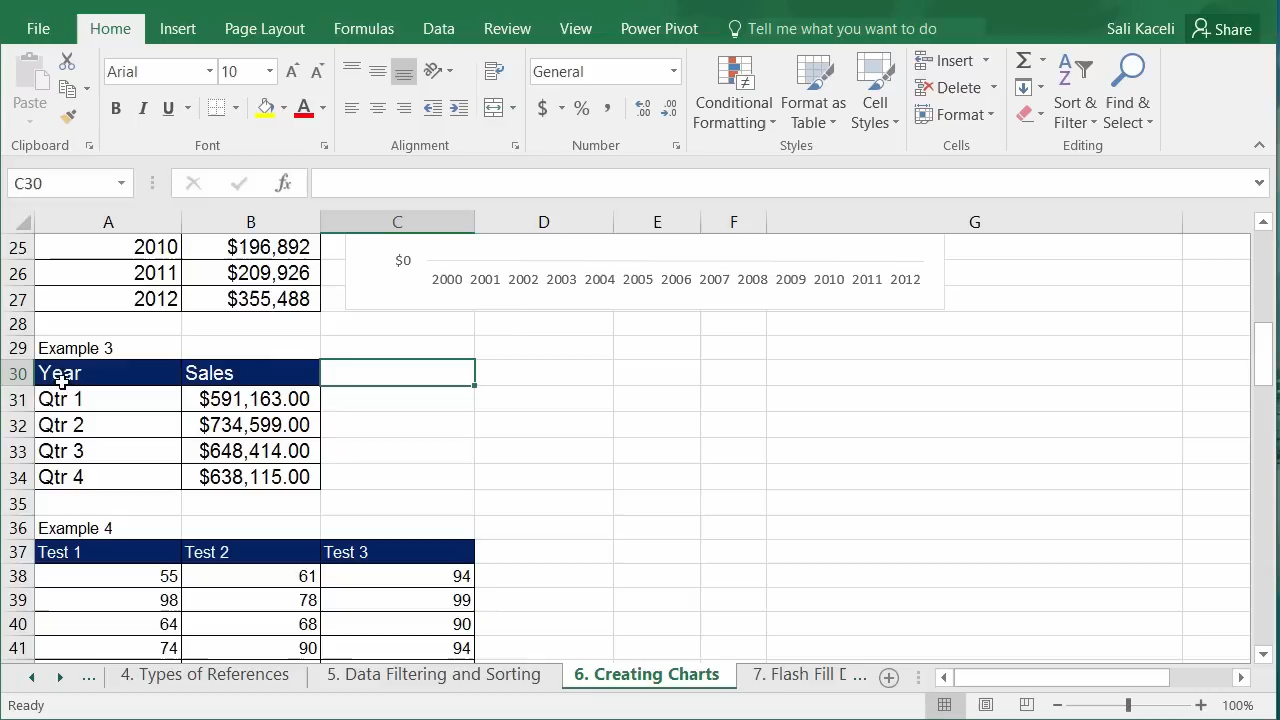 File Home Insert Page Layout Formulas Data Review View Power Pivot Tell me what you want to do Sali Kaceli Share
Paste
Clipboard
Arial 10 A A
B I U A
Font
Alignment
General
$ % ,
Number
Conditional Formatting
Format as Table
Cell Styles
Styles
Insert
Delete
Format
Cells
Sort & Filter
Find & Select
Editing
C30 fx
A B C D E F G
25 2010 $196,892 $0
26 2011 $209,926 2000 2001 2002 2003 2004 2005 2006 2007 2008 2009 2010 2011 2012
27 2012 $355,488
28
29 Example 3
30 Year Sales
31 Qtr 1 $591,163.00
32 Qtr 2 $734,599.00
33 Qtr 3 $648,414.00
34 Qtr 4 $638,115.00
35
36 Example 4
37 Test 1 Test 2 Test 3
38 55 61 94
39 98 78 99
40 64 68 90
41 74 90 94
... 4. Types of References 5. Data Filtering and Sorting 6. Creating Charts 7. Flash Fill D ...
Ready 100%